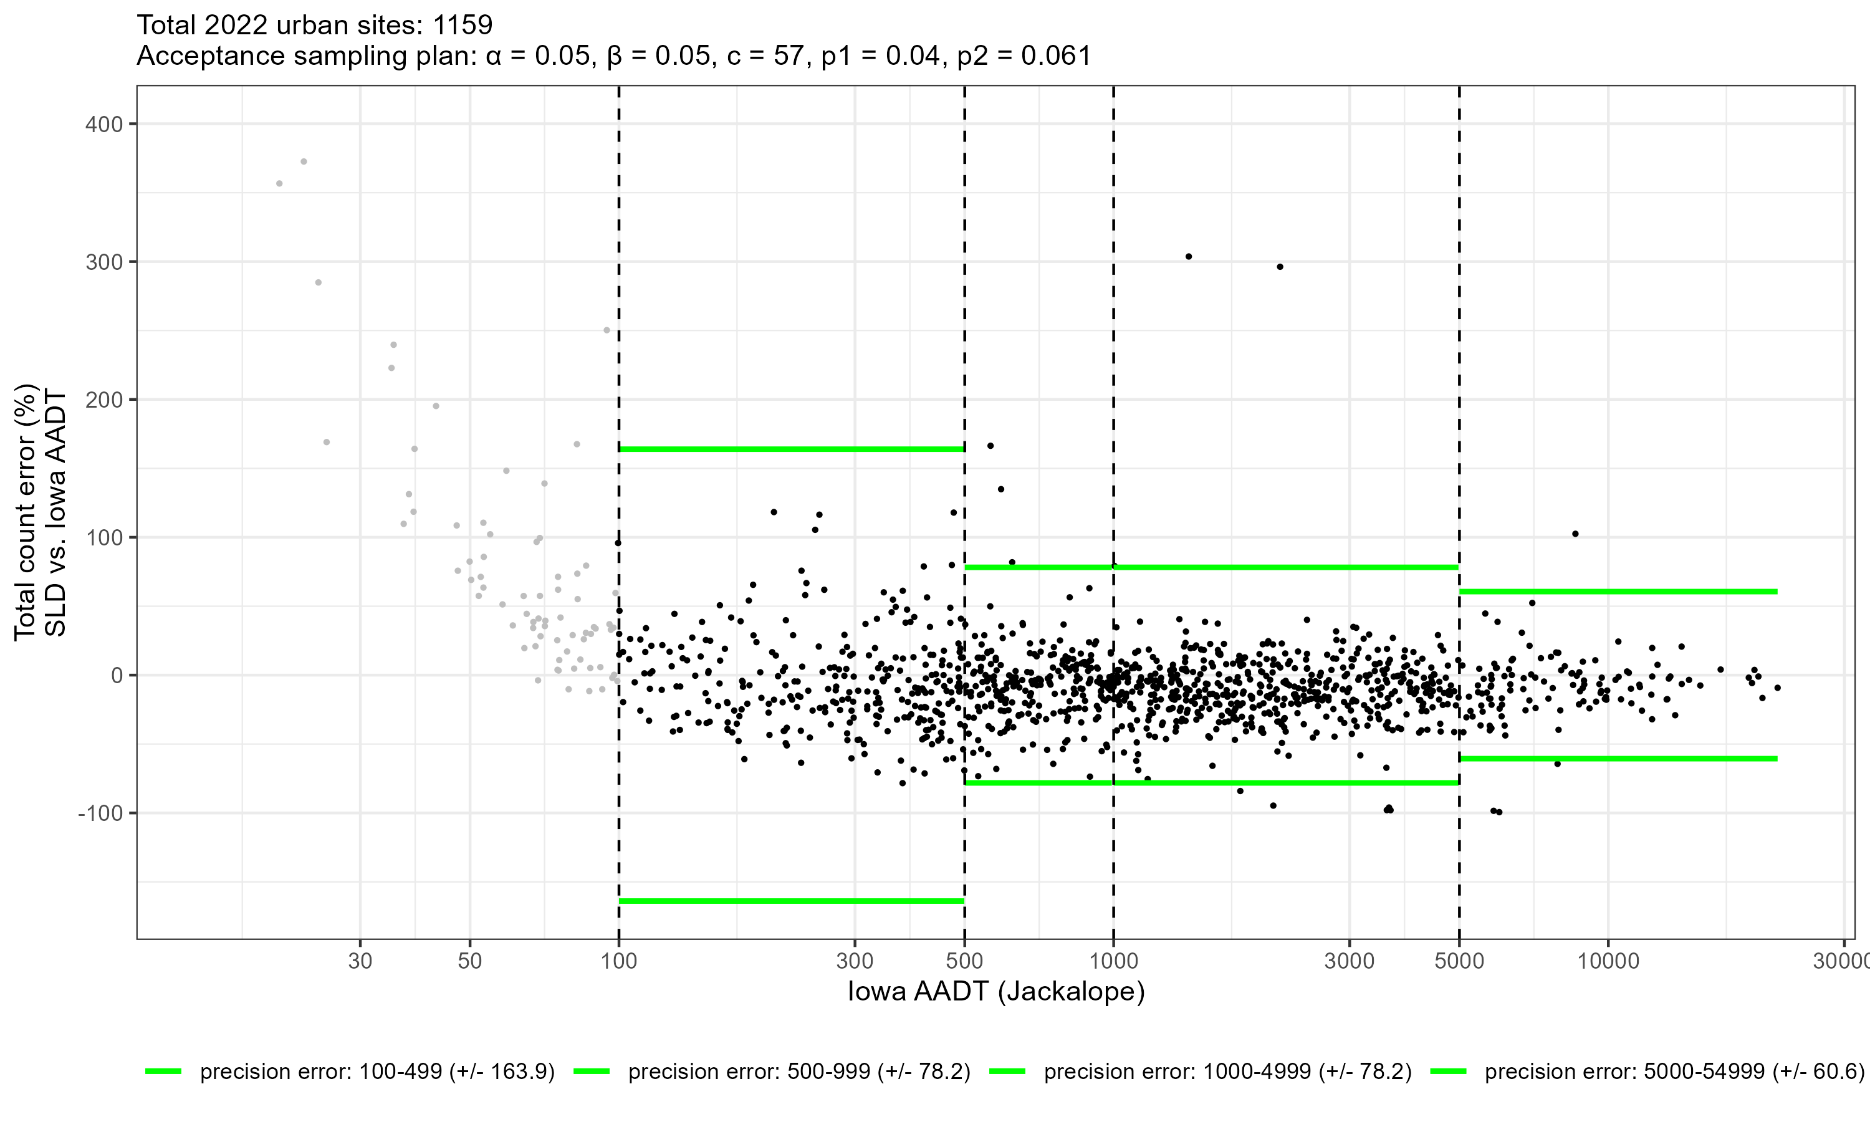 Total 2022 urban sites: 1159
Acceptance sampling plan: α = 0.05, β = 0.05, c = 57, p1 = 0.04, p2 = 0.061
Total count error (%)
SLD vs. Iowa AADT
400
300
200
100
0
-100
30
50
100
300
500
1000
3000
5000
10000
30000
Iowa AADT (Jackalope)
precision error: 100-499 (+/- 163.9)
precision error: 500-999 (+/- 78.2)
precision error: 1000-4999 (+/- 78.2)
precision error: 5000-54999 (+/- 60.6)